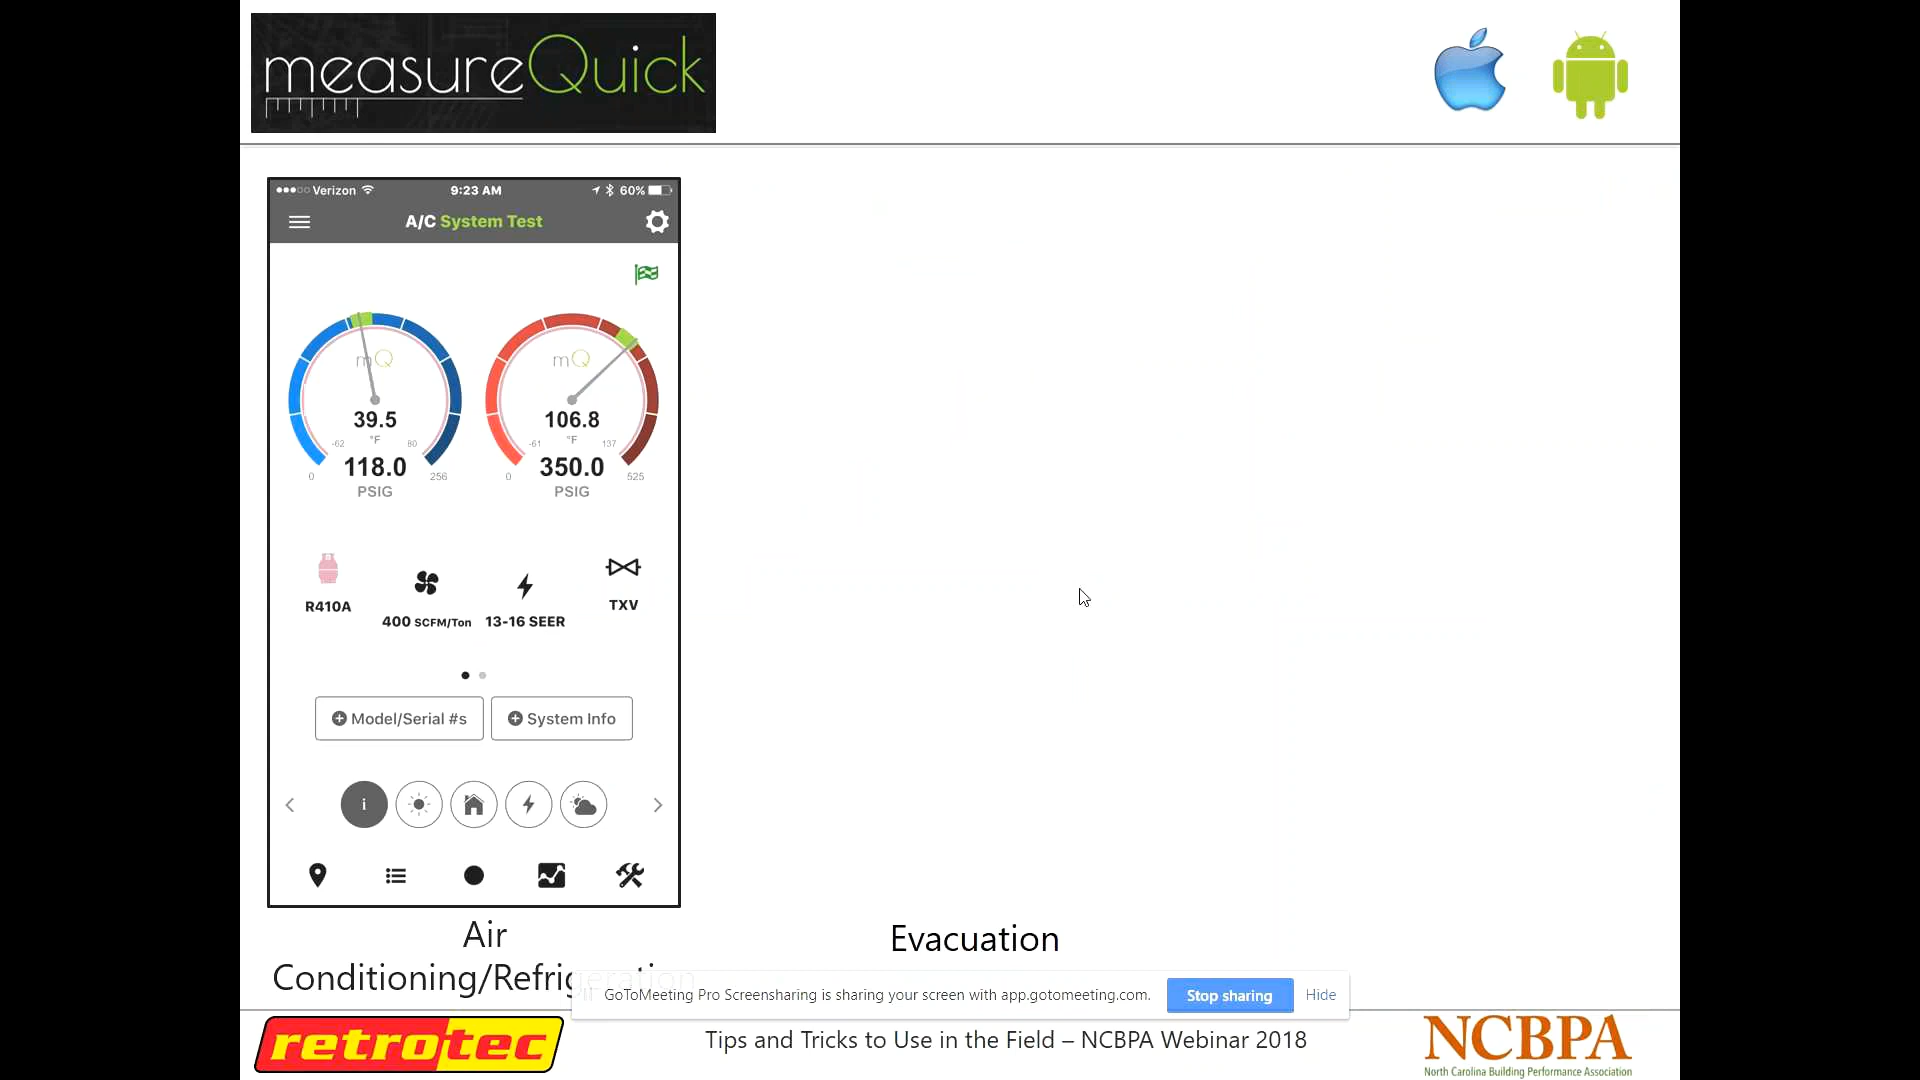 measureQuick
Verizon 9:23 AM 60%
A/C System Test
mQ mQ
39.5 106.8
°F °F
-62 80 -61 137
118.0 350.0
0 256 0 525
PSIG PSIG
R410A 400 SCFM/Ton 13-16 SEER TXV
Model/Serial #s System Info
i
Air
Conditioning/Refrigeration
Evacuation
GoToMeeting Pro Screensharing is sharing your screen with app.gotomeeting.com. Stop sharing Hide
retrotec
Tips and Tricks to Use in the Field – NCBPA Webinar 2018
NCBPA
North Carolina Building Performance Association